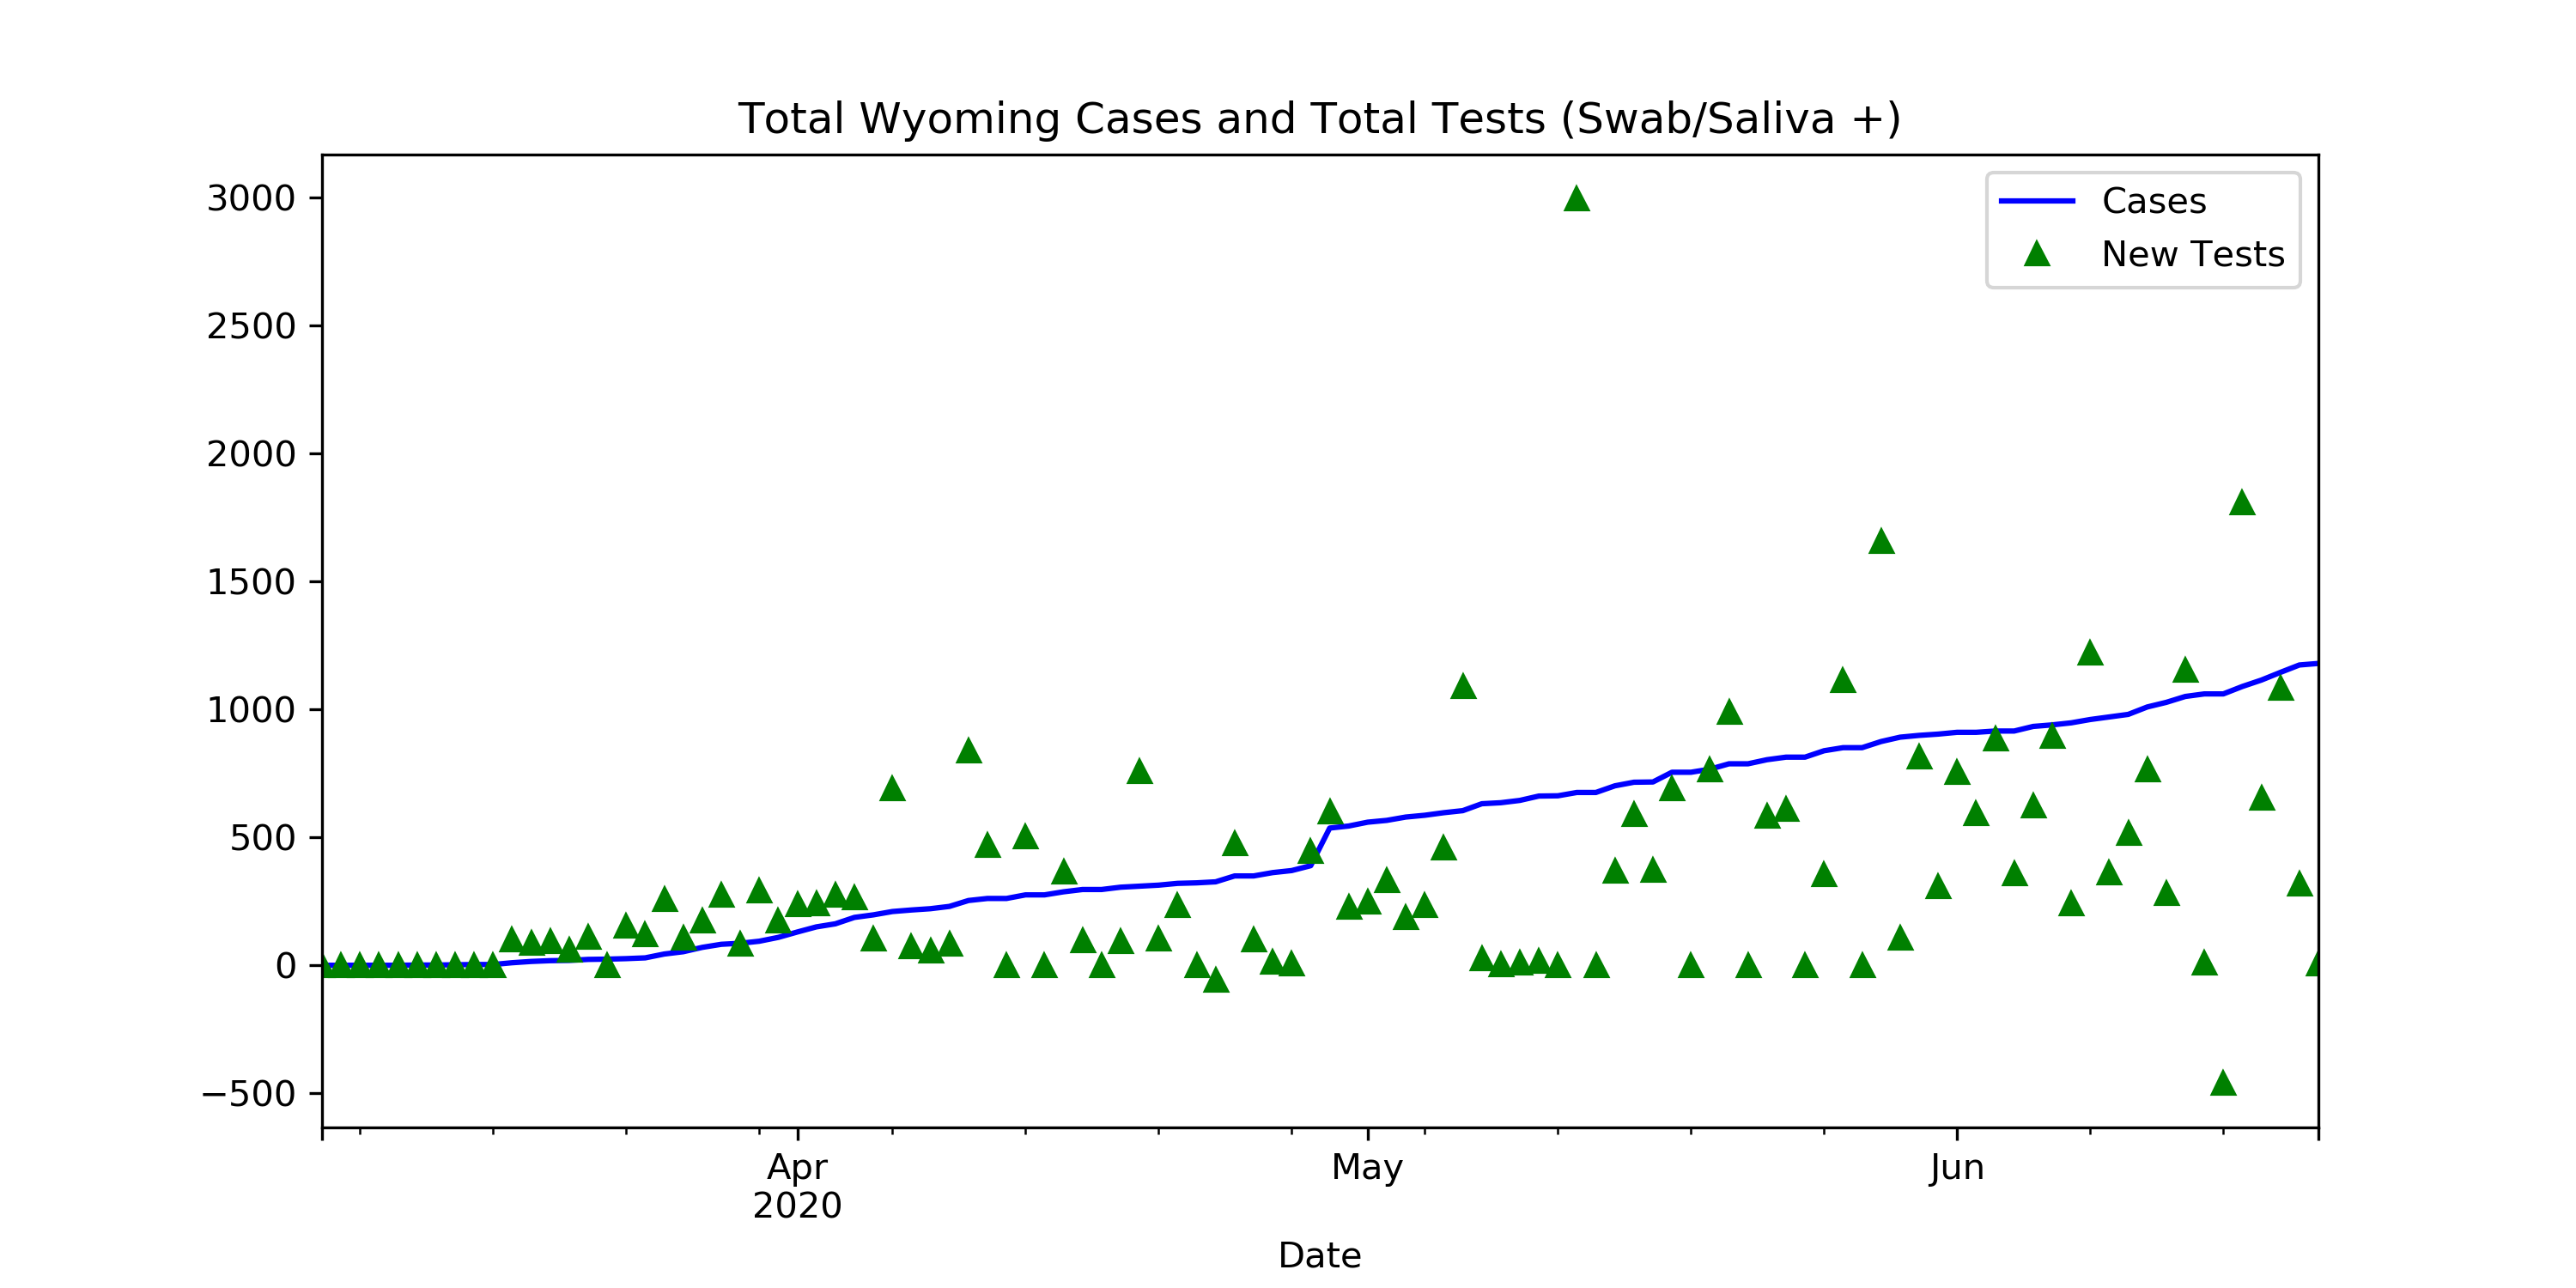 Total Wyoming Cases and Total Tests (Swab/Saliva +)
3000
2500
2000
1500
1000
500
0
−500
Cases
New Tests
Apr
2020
May
Jun
Date